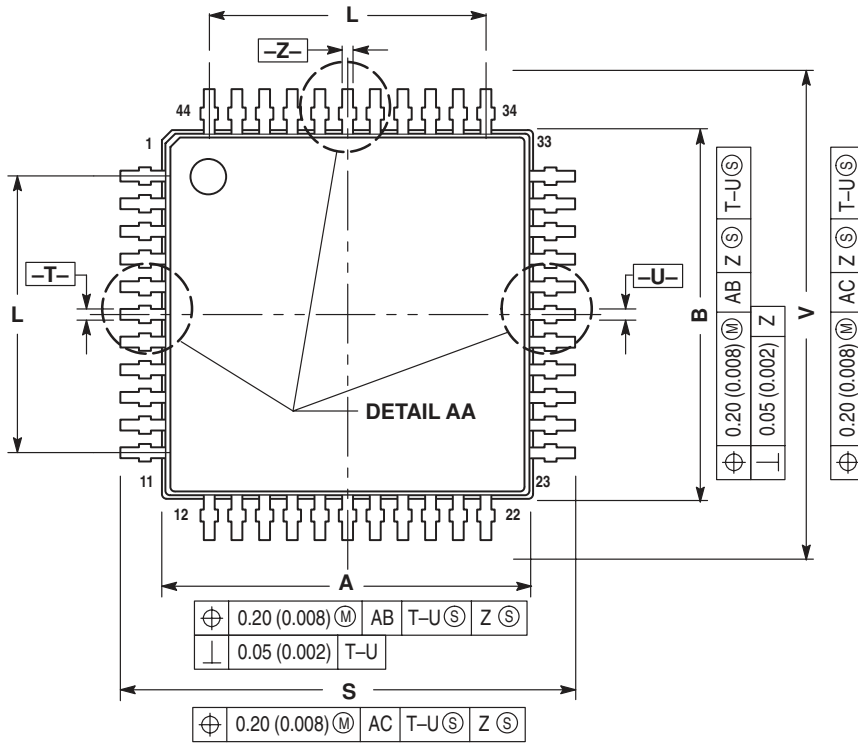 L
–Z–
44
34
1
33
–T–
–U–
L
B
V
DETAIL AA
11
23
12
22
A
⌖ 0.20 (0.008) Ⓜ AB T–U Ⓢ Z Ⓢ
⊥ 0.05 (0.002) T–U
S
⌖ 0.20 (0.008) Ⓜ AC T–U Ⓢ Z Ⓢ
⌖ 0.20 (0.008) Ⓜ AB Z Ⓢ T–U Ⓢ
⊥ 0.05 (0.002) Z
⌖ 0.20 (0.008) Ⓜ AC Z Ⓢ T–U Ⓢ